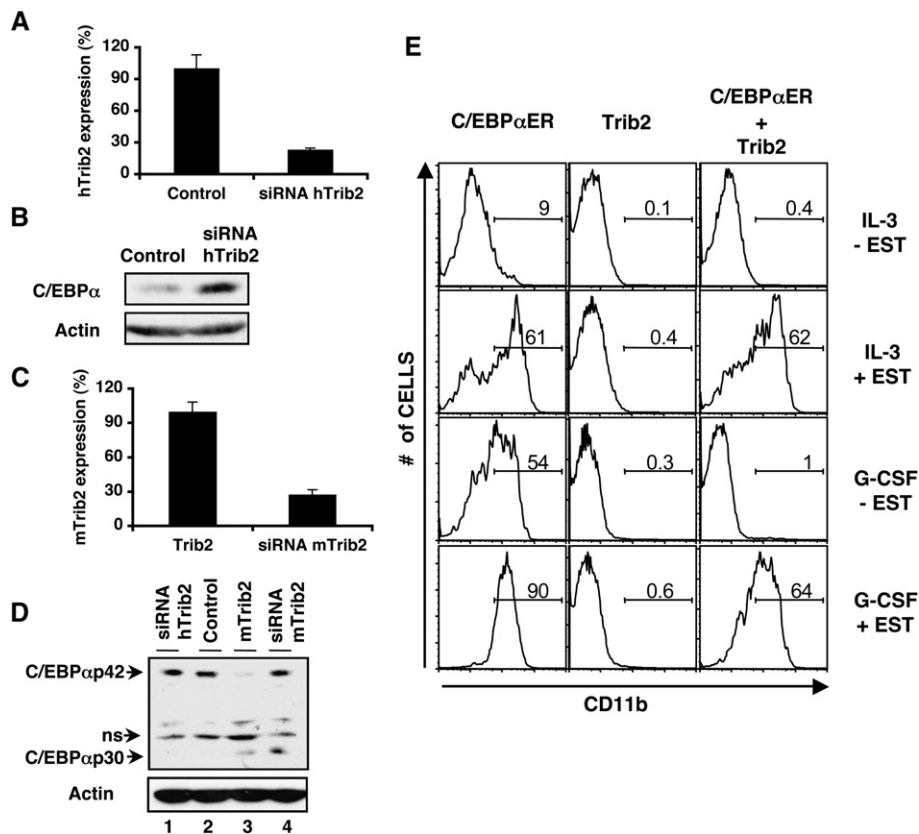 A
hTrib2 expression (%)
120
90
60
30
0
Control
siRNA hTrib2
B
Control
siRNA
hTrib2
C/EBPα
Actin
C
mTrib2 expression (%)
120
90
60
30
0
Trib2
siRNA mTrib2
D
siRNA
hTrib2
Control
mTrib2
siRNA
mTrib2
C/EBPαp42
ns
C/EBPαp30
Actin
1 2 3 4
E
C/EBPαER
Trib2
C/EBPαER
+
Trib2
9 0.1 0.4
IL-3
- EST
61 0.4 62
IL-3
+ EST
54 0.3 1
G-CSF
- EST
90 0.6 64
G-CSF
+ EST
# of CELLS
CD11b